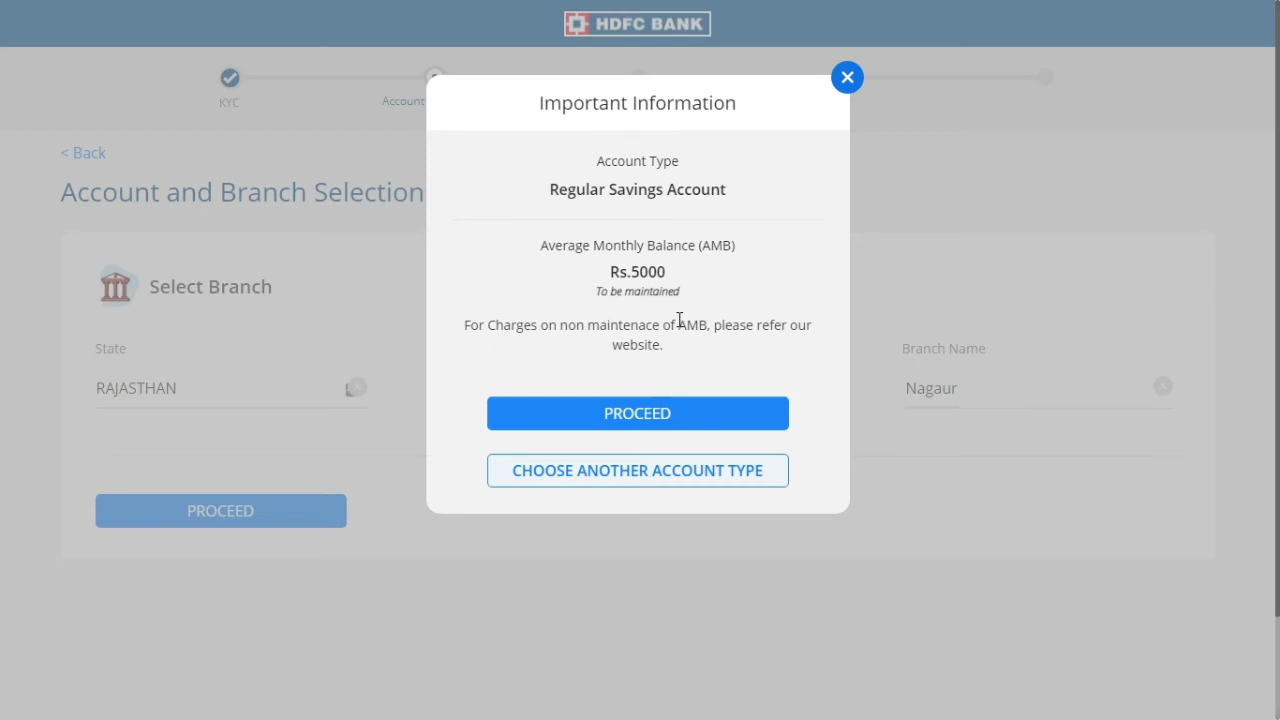 HDFC BANK
KYC
Account
< Back
Account and Branch Selection
Select Branch
State
RAJASTHAN
Branch Name
Nagaur
PROCEED
Important Information
Account Type
Regular Savings Account
Average Monthly Balance (AMB)
Rs.5000
To be maintained
For Charges on non maintenace of AMB, please refer our
website.
PROCEED
CHOOSE ANOTHER ACCOUNT TYPE